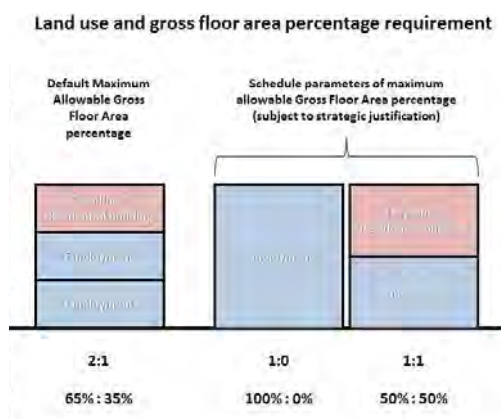 Land use and gross floor area percentage requirement
Default Maximum
Allowable Gross
Floor Area
percentage
Schedule parameters of maximum
allowable Gross Floor Area percentage
(subject to strategic justification)
Employment
Employment
2:1
1:0
1:1
65% : 35%
100% : 0%
50% : 50%